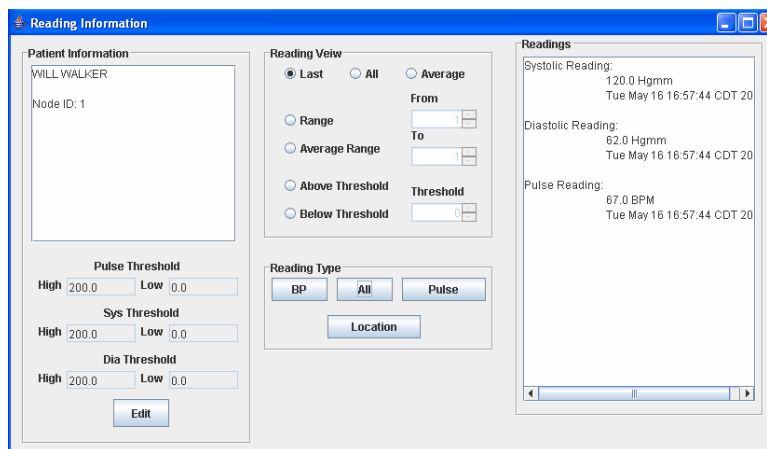 Reading Information
Patient Information
WILL WALKER
Node ID: 1
Pulse Threshold
High 200.0 Low 0.0
Sys Threshold
High 200.0 Low 0.0
Dia Threshold
High 200.0 Low 0.0
Edit
Reading Veiw
Last All Average
From
Range 1
To
Average Range 1
Above Threshold Threshold
Below Threshold 0
Reading Type
BP All Pulse
Location
Readings
Systolic Reading:
120.0 Hgmm
Tue May 16 16:57:44 CDT 20
Diastolic Reading:
62.0 Hgmm
Tue May 16 16:57:44 CDT 20
Pulse Reading:
67.0 BPM
Tue May 16 16:57:44 CDT 20